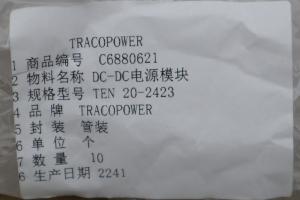 TRACOPOWER
1 商品编号 C6880621
2 物料名称 DC-DC电源模块
3 规格型号 TEN 20-2423
4 品 牌 TRACOPOWER
5 封 装 管装
6 单 位 个
7 数 量 10
8 生产日期 2241